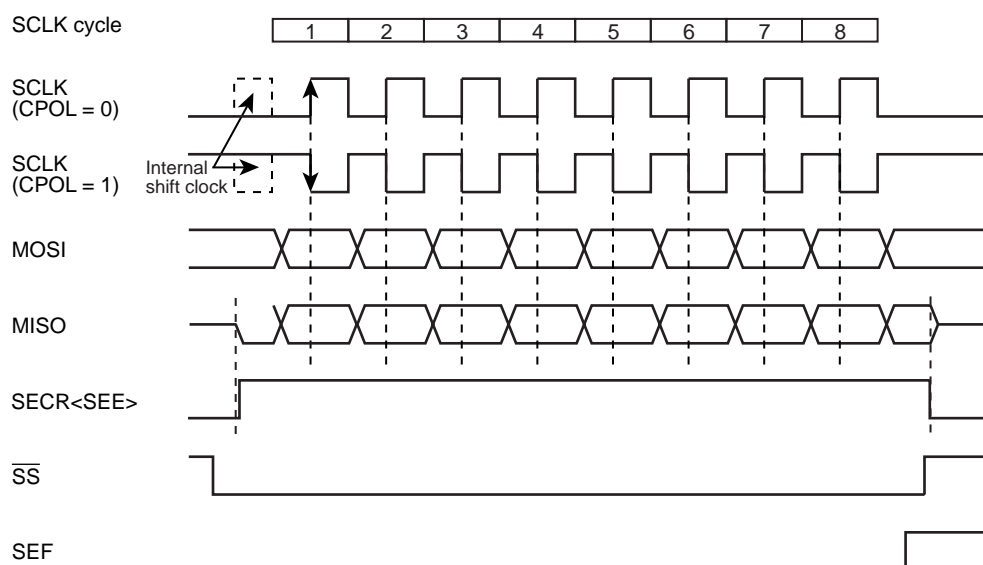 SCLK cycle
1 2 3 4 5 6 7 8
SCLK
(CPOL = 0)
SCLK
(CPOL = 1)
Internal
shift clock
MOSI
MISO
SECR<SEE>
SS
SEF